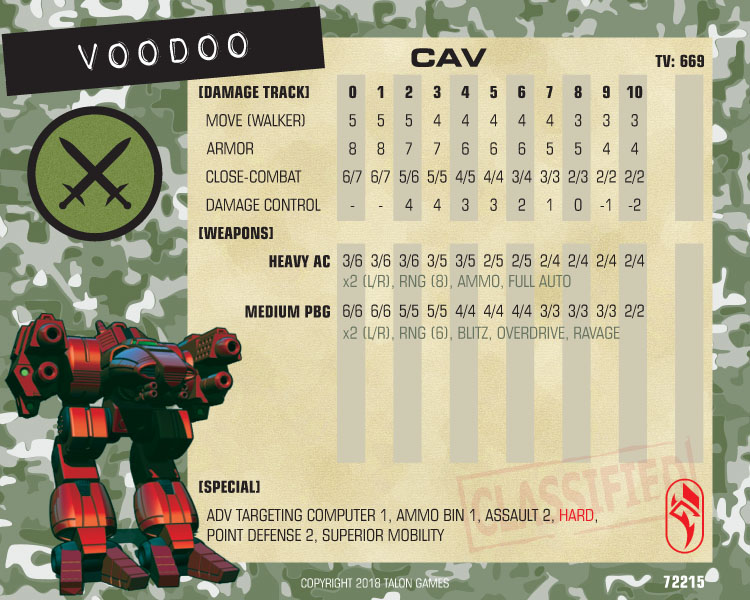 VOODOO
CAV
TV: 669
[DAMAGE TRACK] 0 1 2 3 4 5 6 7 8 9 10
MOVE (WALKER) 5 5 5 4 4 4 4 4 3 3 3
ARMOR 8 8 7 7 6 6 6 5 5 4 4
CLOSE-COMBAT 6/7 6/7 5/6 5/5 4/5 4/4 3/4 3/3 2/3 2/2 2/2
DAMAGE CONTROL - - 4 4 3 3 2 1 0 -1 -2
[WEAPONS]
HEAVY AC 3/6 3/6 3/6 3/5 3/5 2/5 2/5 2/4 2/4 2/4 2/4
x2 (L/R), RNG (8), AMMO, FULL AUTO
MEDIUM PBG 6/6 6/6 5/5 5/5 4/4 4/4 4/4 3/3 3/3 3/3 2/2
x2 (L/R), RNG (6), BLITZ, OVERDRIVE, RAVAGE
CLASSIFIED
[SPECIAL]
ADV TARGETING COMPUTER 1, AMMO BIN 1, ASSAULT 2, HARD,
POINT DEFENSE 2, SUPERIOR MOBILITY
COPYRIGHT 2018 TALON GAMES
72215